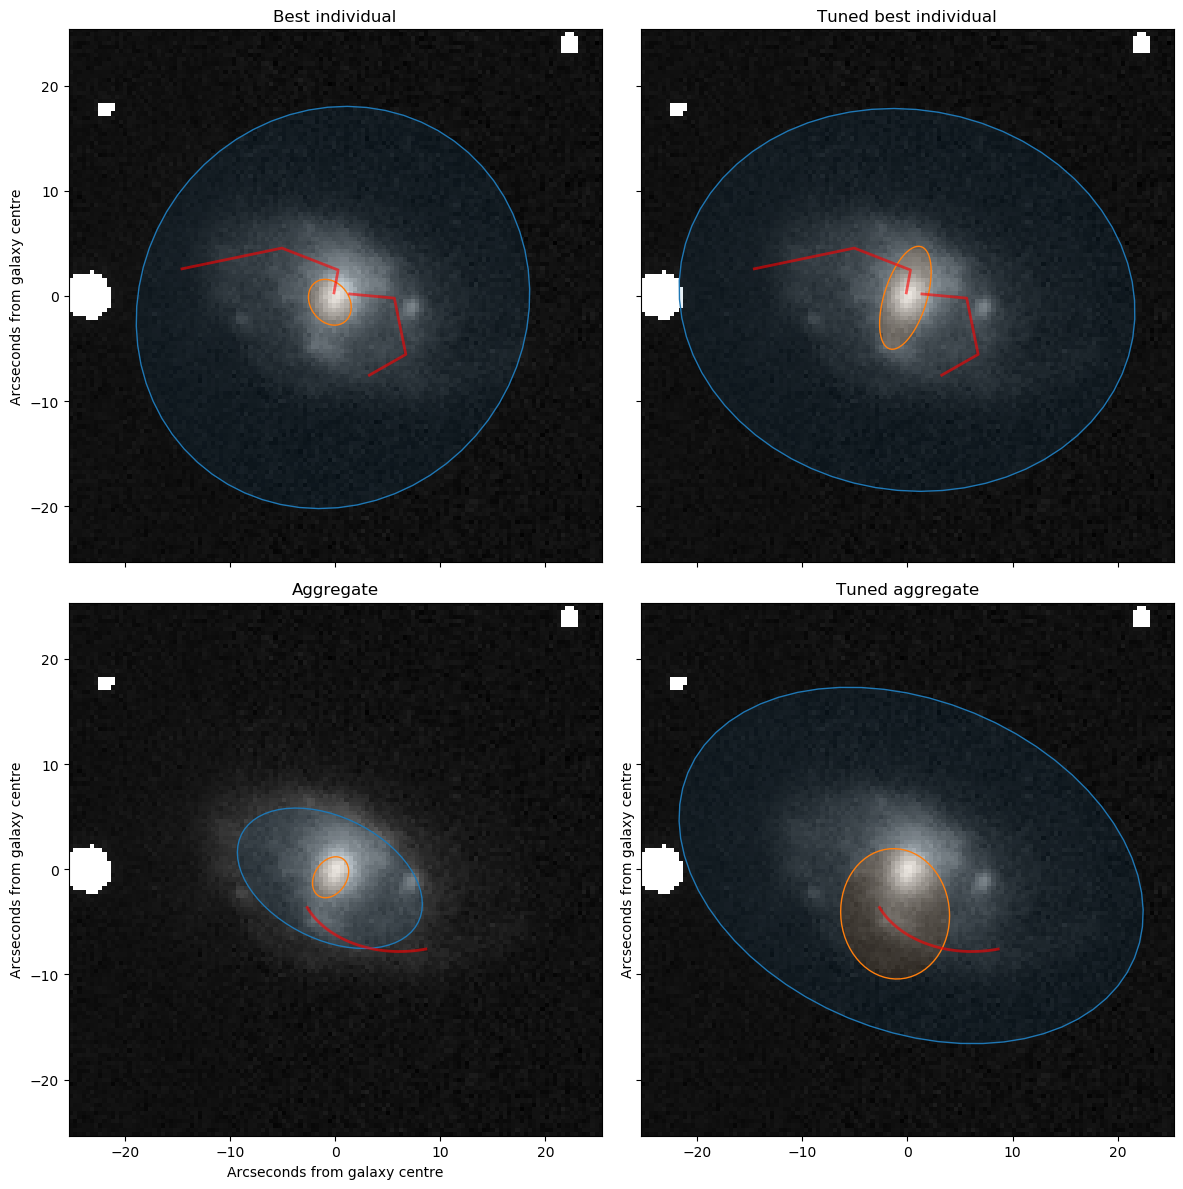 Best individual
Tuned best individual
20
10
0
−10
−20
Arcseconds from galaxy centre
Aggregate
Tuned aggregate
20
10
0
−10
−20
Arcseconds from galaxy centre
Arcseconds from galaxy centre
−20 −10 0 10 20
−20 −10 0 10 20
Arcseconds from galaxy centre